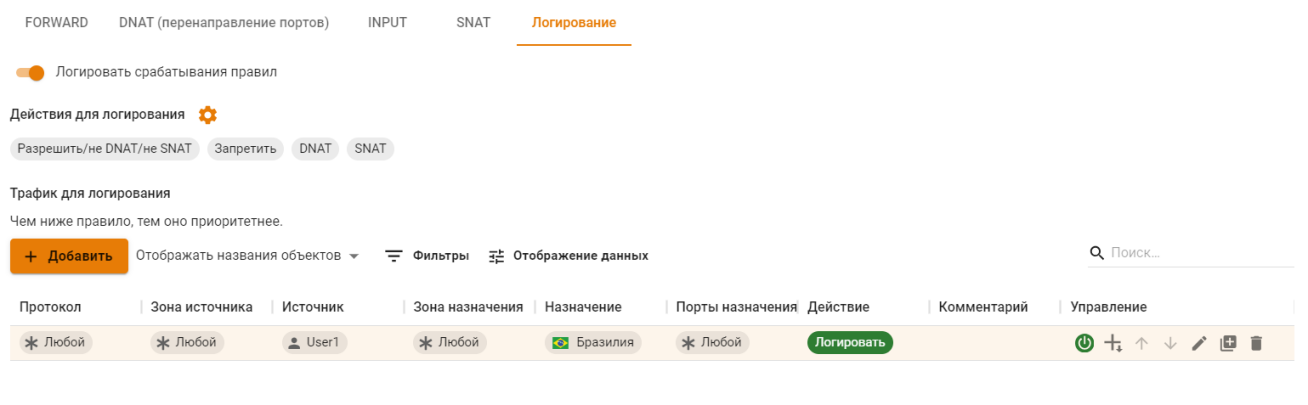 FORWARD DNAT (перенаправление портов) INPUT SNAT Логирование
Логировать срабатывания правил
Действия для логирования
Разрешить/не DNAT/не SNAT Запретить DNAT SNAT
Трафик для логирования
Чем ниже правило, тем оно приоритетнее.
+ Добавить Отображать названия объектов Фильтры Отображение данных Поиск...
Протокол Зона источника Источник Зона назначения Назначение Порты назначения Действие Комментарий Управление
Любой Любой User1 Любой Бразилия Любой Логировать